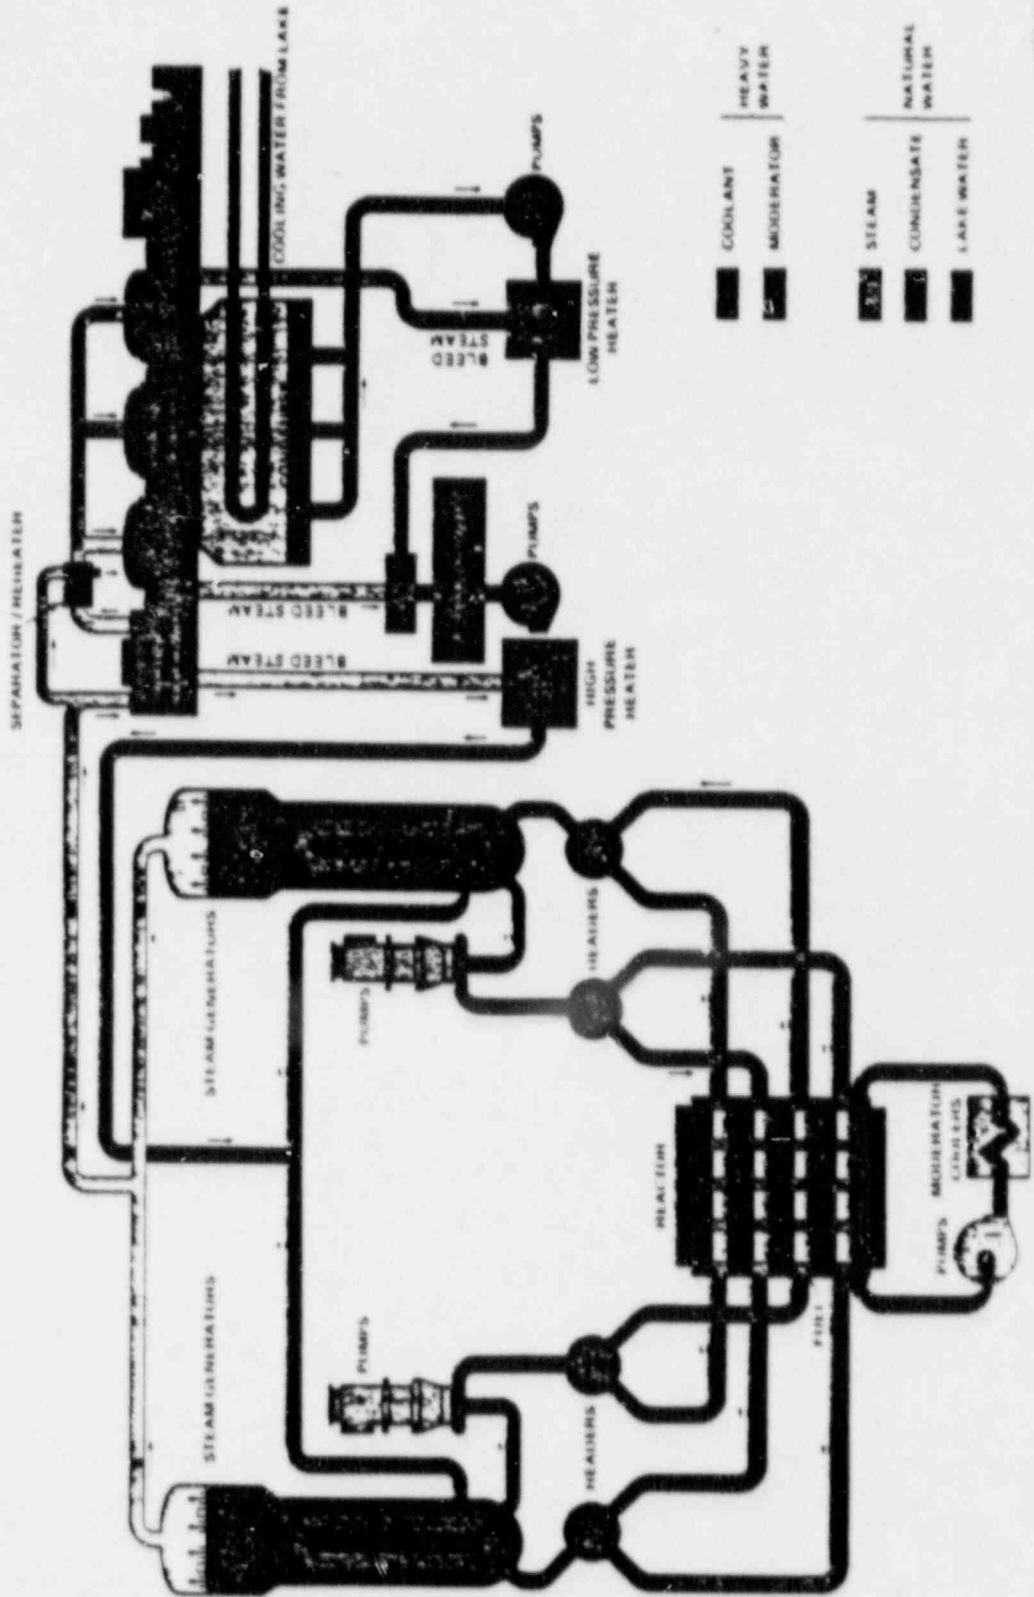 SEPARATOR / REHEATER
COOLING WATER FROM LAKE
STEAM GENERATORS
STEAM GENERATORS
BLEED STEAM
BLEED STEAM
BLEED
STEAM
PUMPS
PUMPS
PUMPS
PUMPS
HIGH
PRESSURE
HEATER
LOW PRESSURE
HEATER
HEADERS
HEADERS
REACTOR
FUEL
PUMPS
MODERATOR
COOLERS
COOLANT
MODERATOR
HEAVY
WATER
STEAM
CONDENSATE
LAKE WATER
NATURAL
WATER